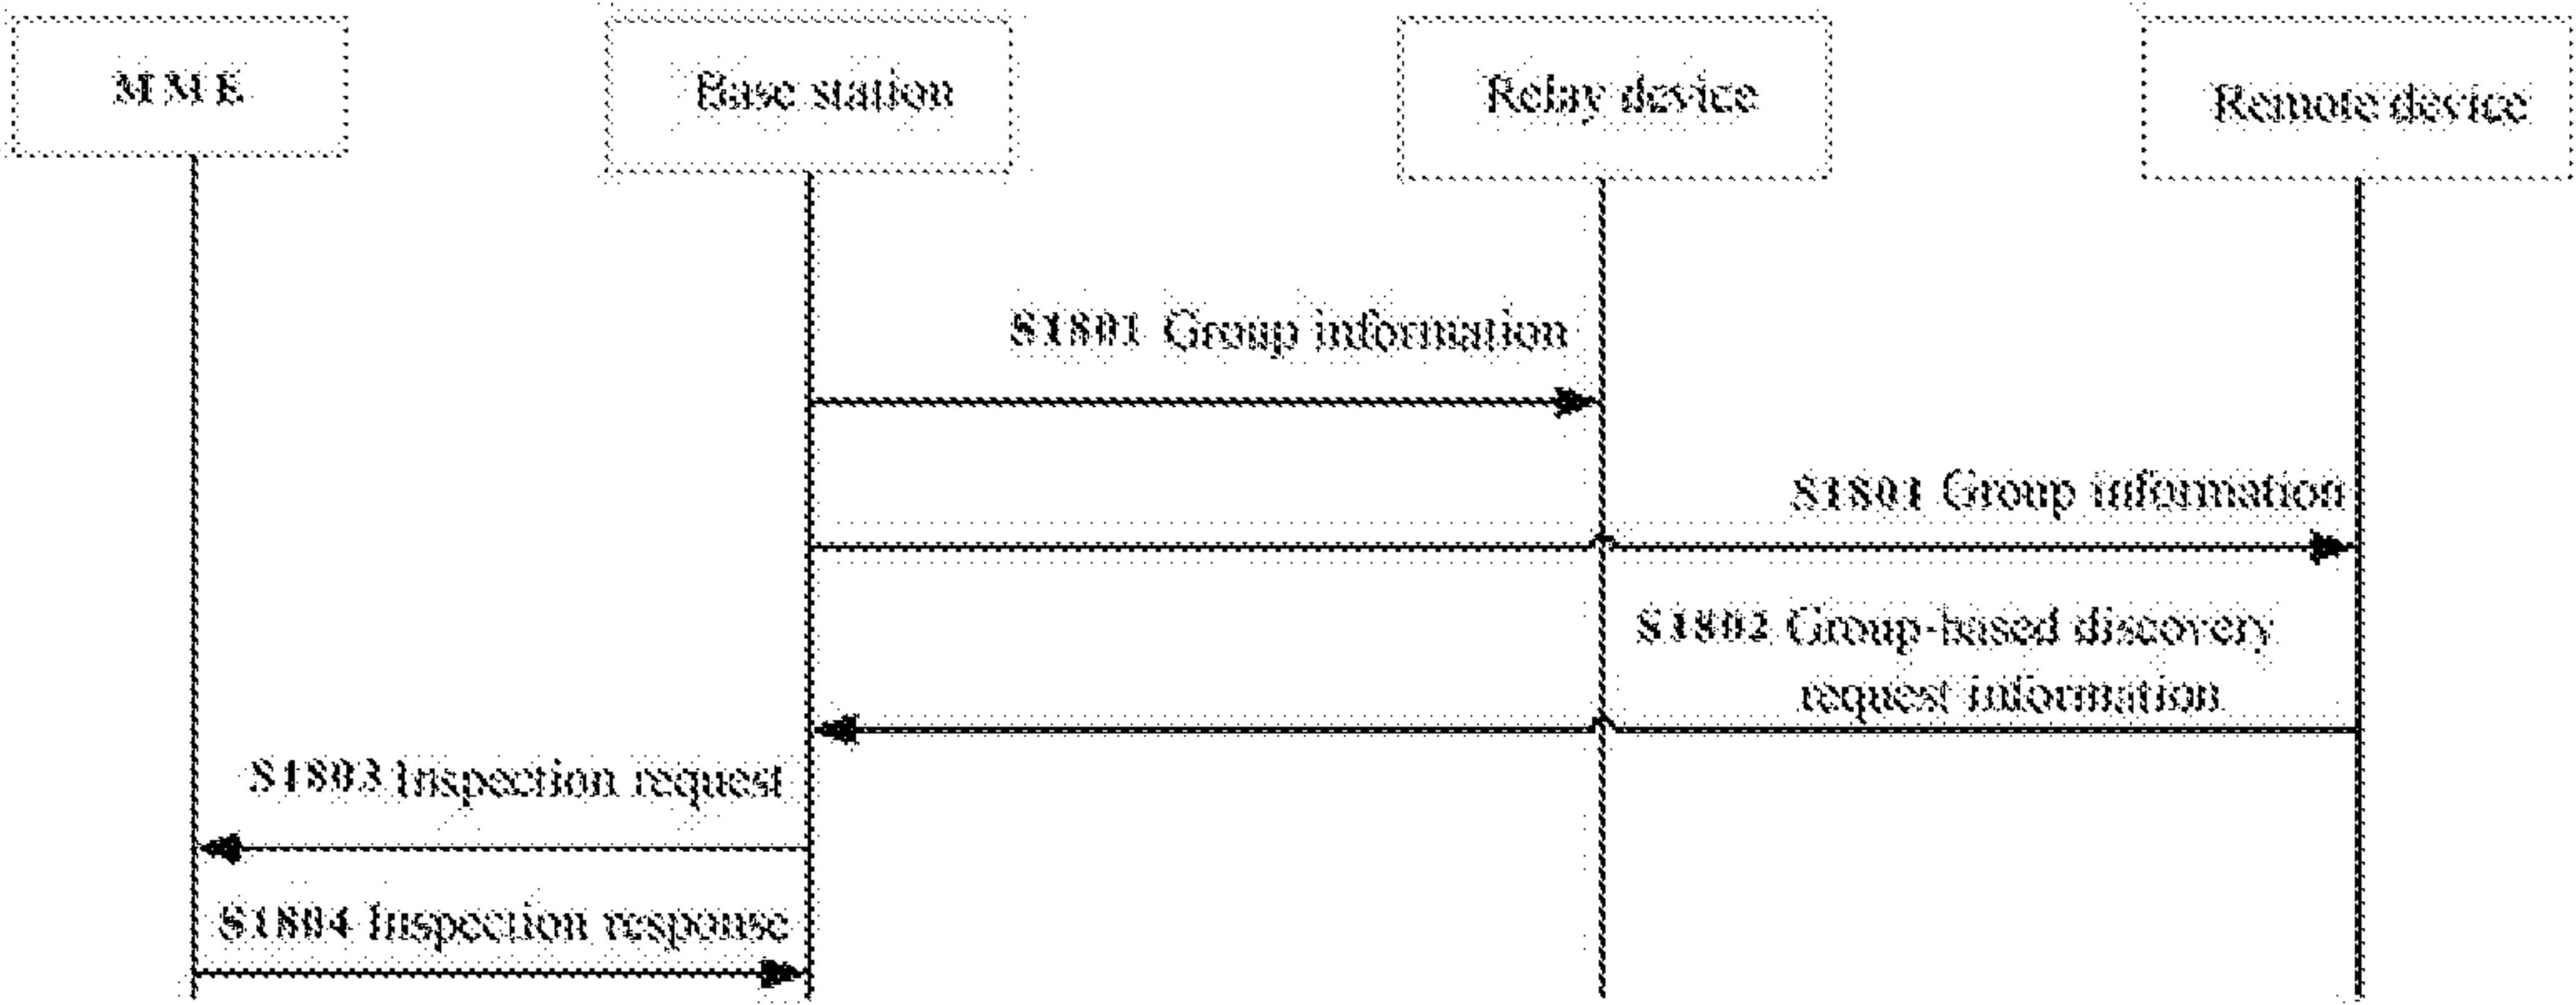 MME
Base station
Relay device
Remote device
S1801 Group information
S1801 Group information
S1802 Group-based discovery
request information
S1803 Inspection request
S1804 Inspection response